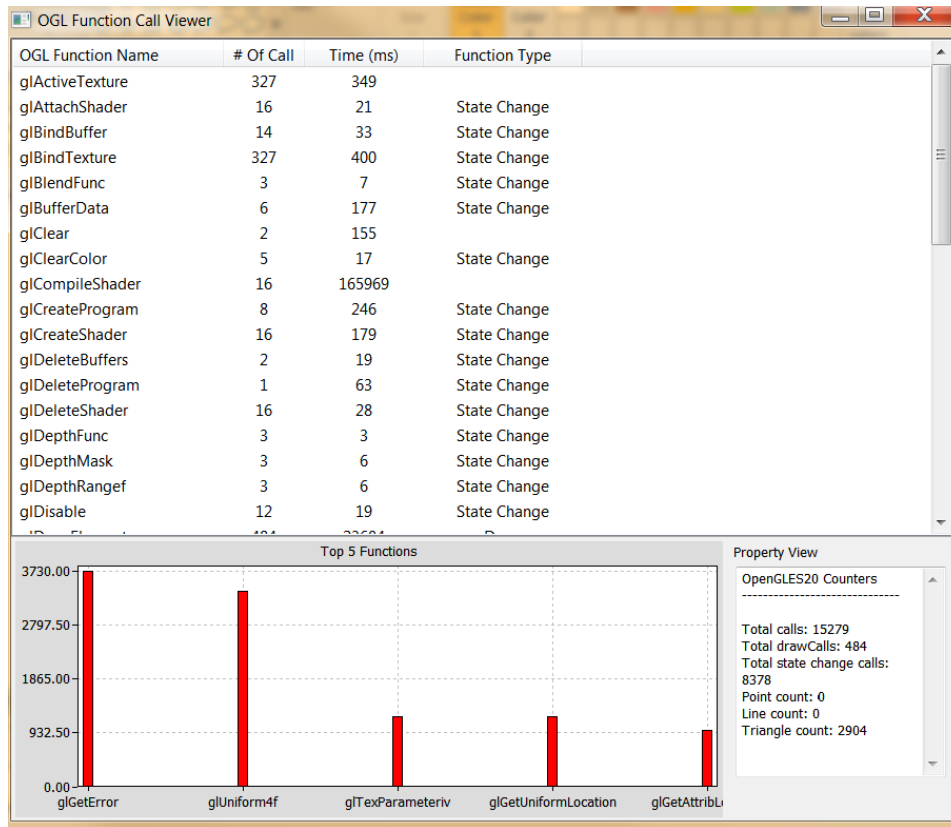 OGL Function Call Viewer
OGL Function Name # Of Call Time (ms) Function Type
glActiveTexture 327 349
glAttachShader 16 21 State Change
glBindBuffer 14 33 State Change
glBindTexture 327 400 State Change
glBlendFunc 3 7 State Change
glBufferData 6 177 State Change
glClear 2 155
glClearColor 5 17 State Change
glCompileShader 16 165969
glCreateProgram 8 246 State Change
glCreateShader 16 179 State Change
glDeleteBuffers 2 19 State Change
glDeleteProgram 1 63 State Change
glDeleteShader 16 28 State Change
glDepthFunc 3 3 State Change
glDepthMask 3 6 State Change
glDepthRangef 3 6 State Change
glDisable 12 19 State Change
Top 5 Functions
3730.00
2797.50
1865.00
932.50
0.00
glGetError glUniform4f glTexParameteriv glGetUniformLocation glGetAttribL
Property View
OpenGLES20 Counters
------------------------------
Total calls: 15279
Total drawCalls: 484
Total state change calls:
8378
Point count: 0
Line count: 0
Triangle count: 2904